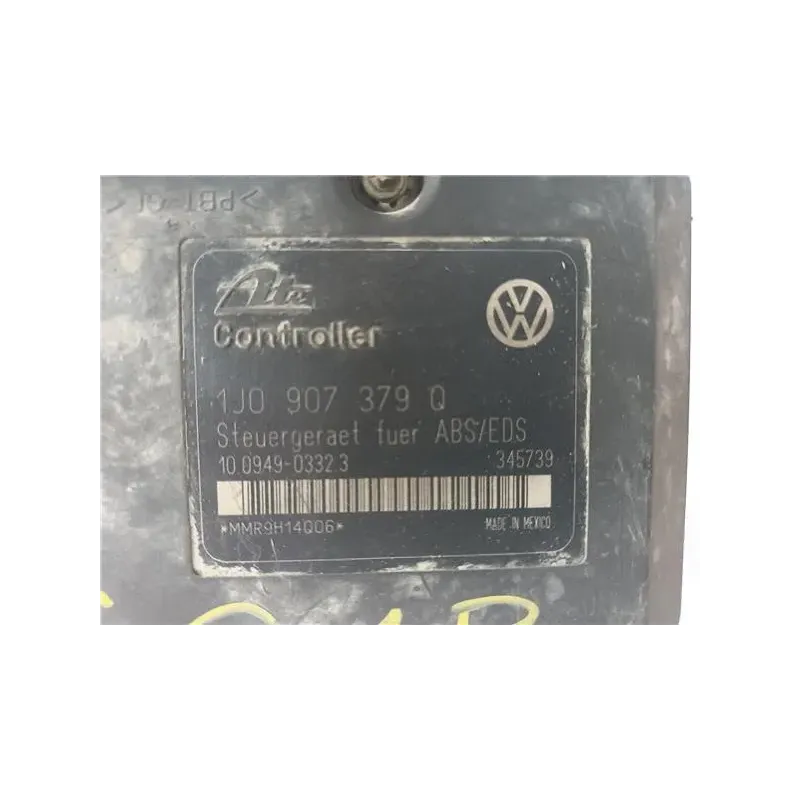 >PBT-GF<
Ate
Controller
1J0 907 379 Q
Steuergeraet fuer ABS/EDS
10.0949-0332.3 345739
*MMR9H14Q06*
MADE IN MEXICO